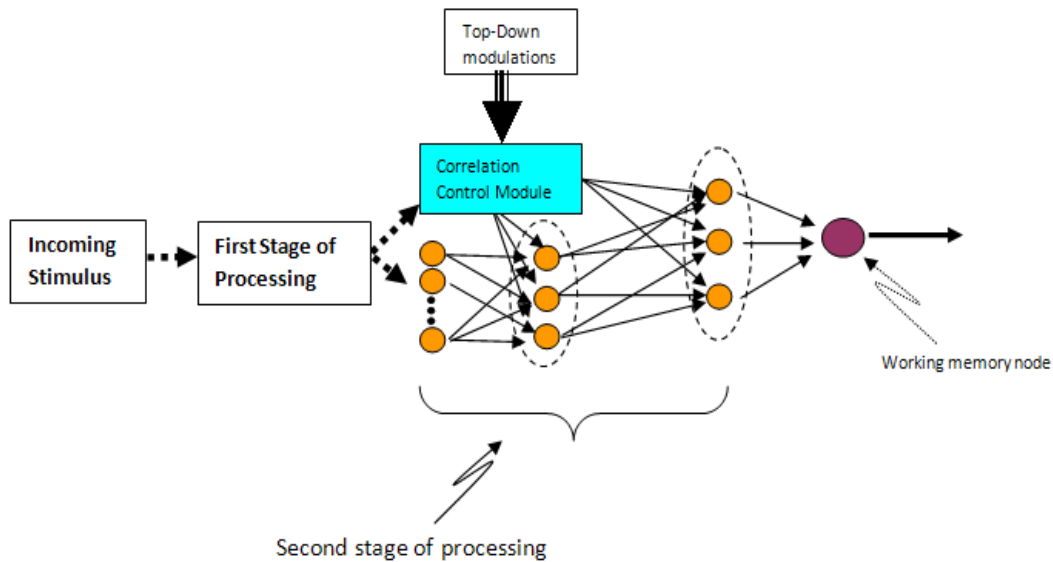 Top-Down
modulations
Correlation
Control Module
Incoming
Stimulus
First Stage of
Processing
Working memory node
Second stage of processing